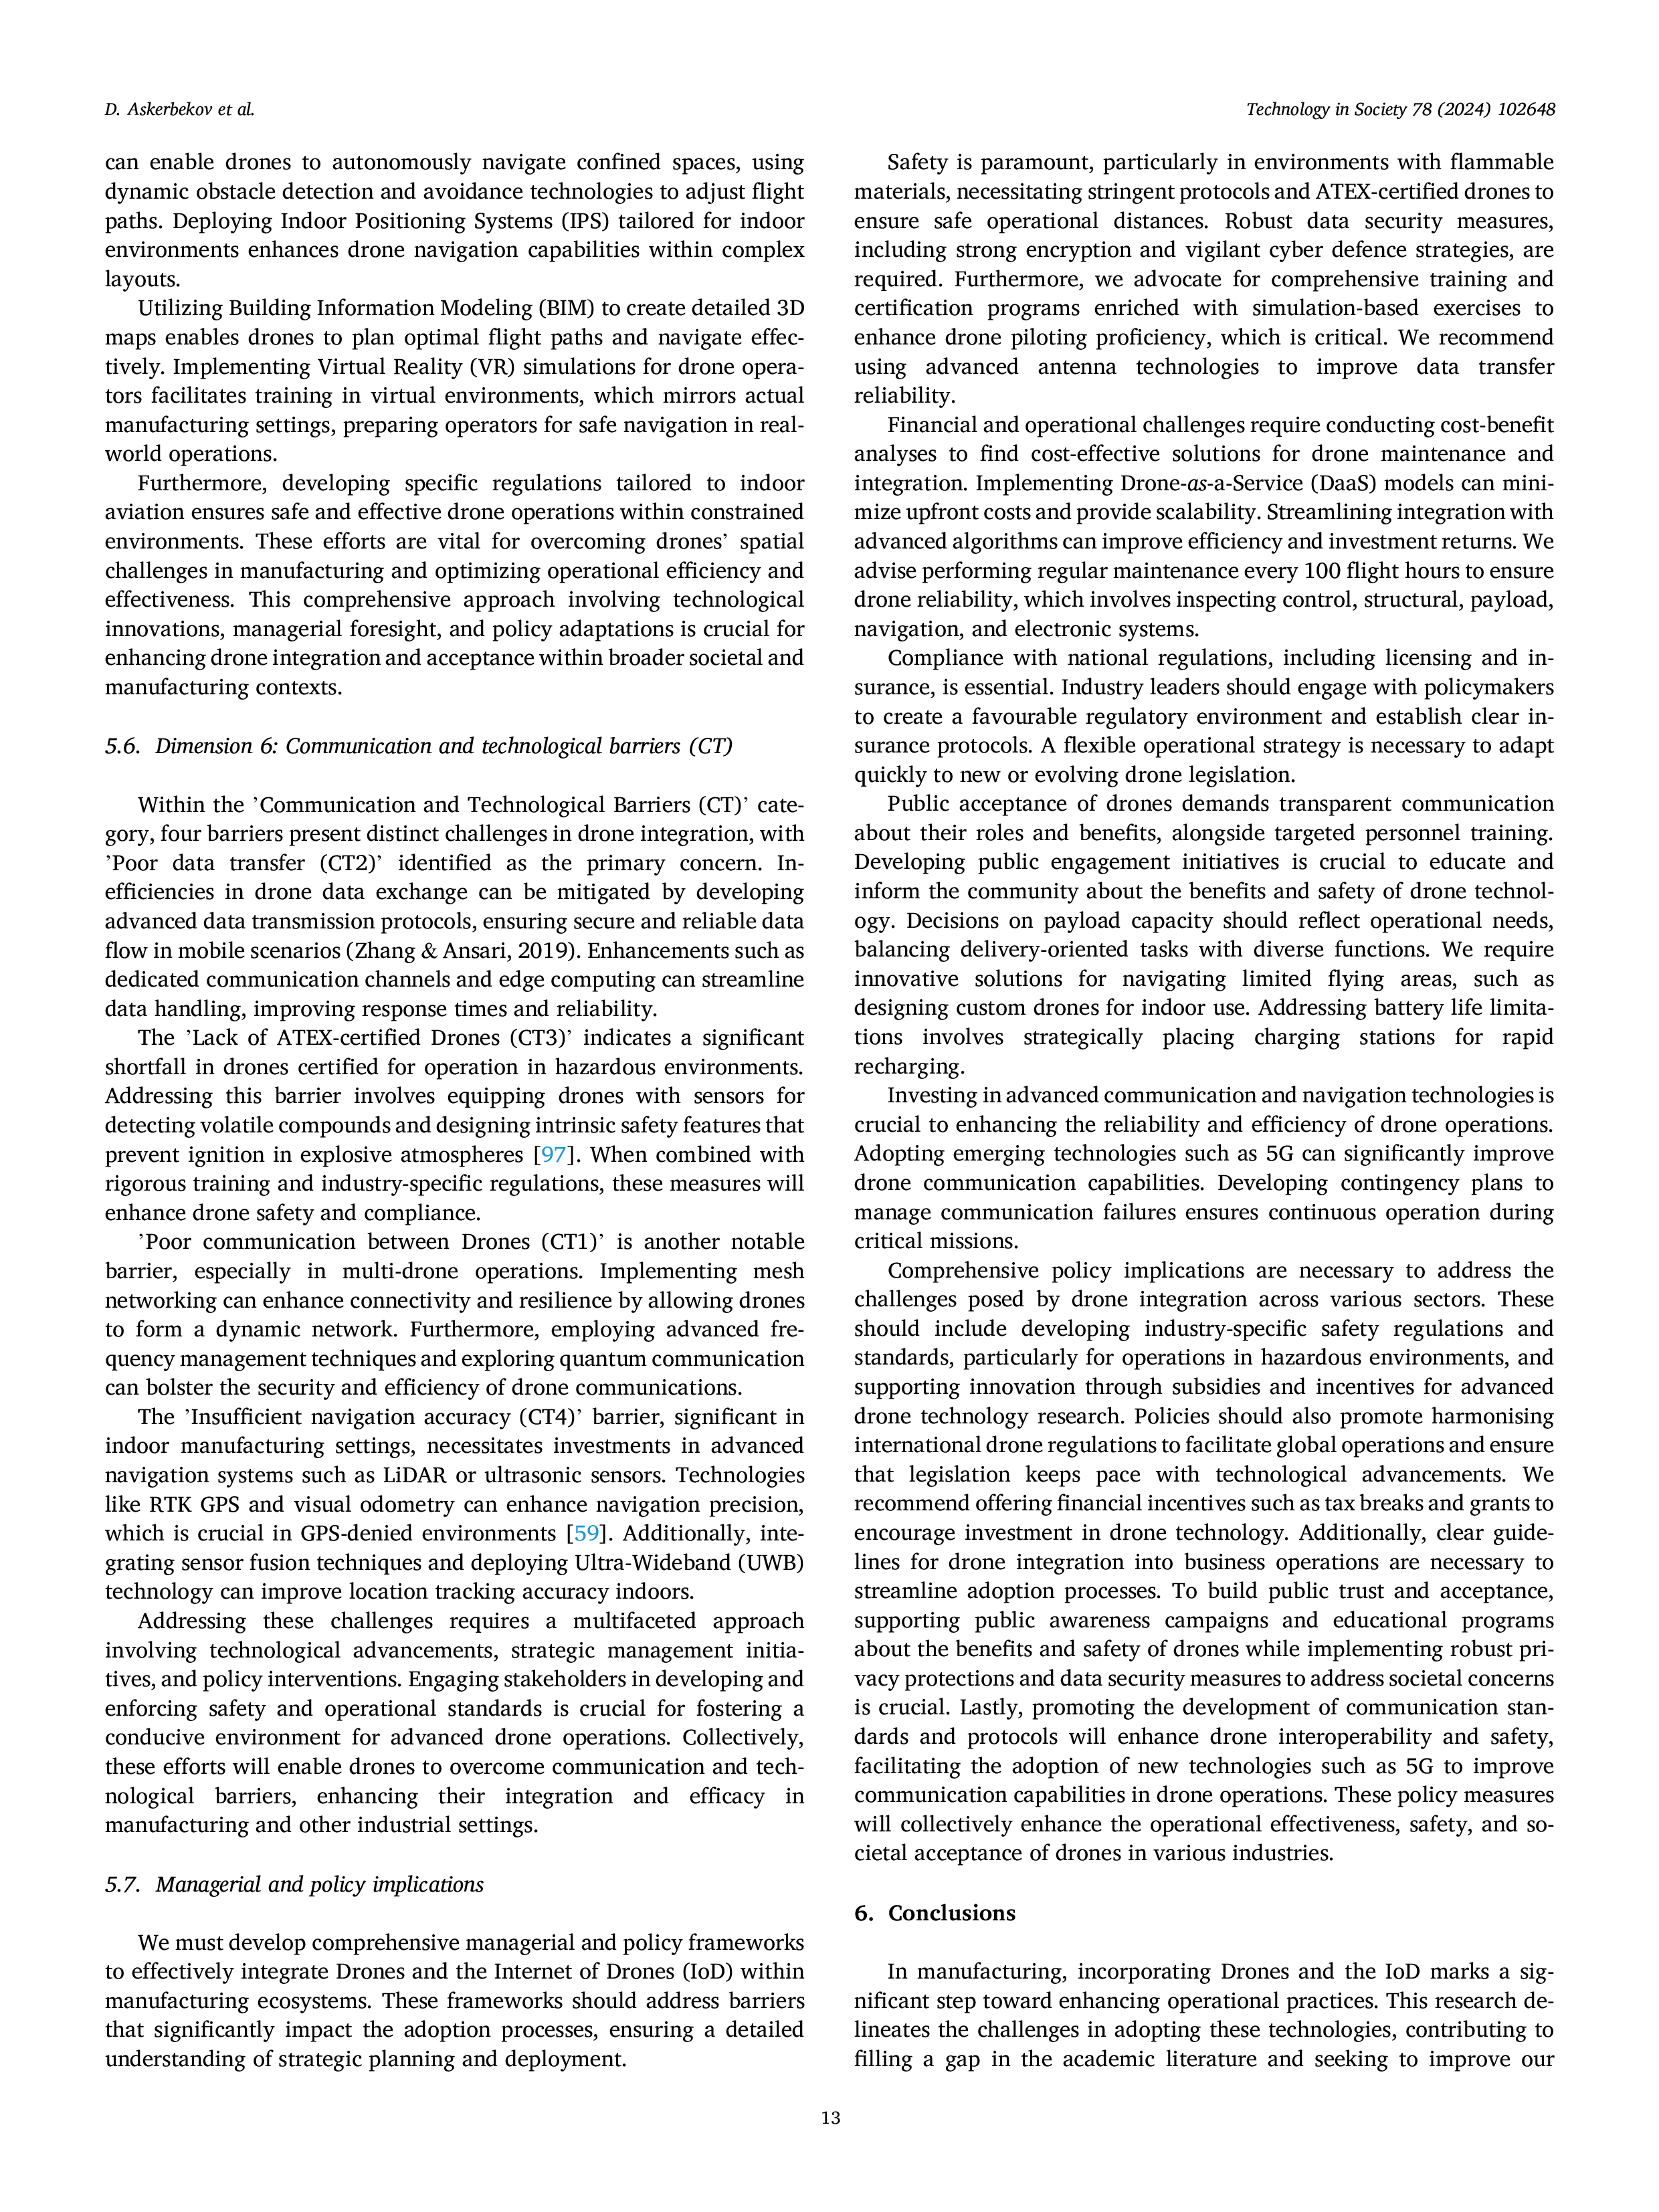 D. Askerbekov et al.
Technology in Society 78 (2024) 102648
can enable drones to autonomously navigate confined spaces, using
dynamic obstacle detection and avoidance technologies to adjust flight
paths. Deploying Indoor Positioning Systems (IPS) tailored for indoor
environments enhances drone navigation capabilities within complex
layouts.
Utilizing Building Information Modeling (BIM) to create detailed 3D
maps enables drones to plan optimal flight paths and navigate effec-
tively. Implementing Virtual Reality (VR) simulations for drone opera-
tors facilitates training in virtual environments, which mirrors actual
manufacturing settings, preparing operators for safe navigation in real-
world operations.
Furthermore, developing specific regulations tailored to indoor
aviation ensures safe and effective drone operations within constrained
environments. These efforts are vital for overcoming drones’ spatial
challenges in manufacturing and optimizing operational efficiency and
effectiveness. This comprehensive approach involving technological
innovations, managerial foresight, and policy adaptations is crucial for
enhancing drone integration and acceptance within broader societal and
manufacturing contexts.
5.6. Dimension 6: Communication and technological barriers (CT)
Within the ’Communication and Technological Barriers (CT)’ cate-
gory, four barriers present distinct challenges in drone integration, with
’Poor data transfer (CT2)’ identified as the primary concern. In-
efficiencies in drone data exchange can be mitigated by developing
advanced data transmission protocols, ensuring secure and reliable data
flow in mobile scenarios (Zhang & Ansari, 2019). Enhancements such as
dedicated communication channels and edge computing can streamline
data handling, improving response times and reliability.
The ’Lack of ATEX-certified Drones (CT3)’ indicates a significant
shortfall in drones certified for operation in hazardous environments.
Addressing this barrier involves equipping drones with sensors for
detecting volatile compounds and designing intrinsic safety features that
prevent ignition in explosive atmospheres [97]. When combined with
rigorous training and industry-specific regulations, these measures will
enhance drone safety and compliance.
’Poor communication between Drones (CT1)’ is another notable
barrier, especially in multi-drone operations. Implementing mesh
networking can enhance connectivity and resilience by allowing drones
to form a dynamic network. Furthermore, employing advanced fre-
quency management techniques and exploring quantum communication
can bolster the security and efficiency of drone communications.
The ’Insufficient navigation accuracy (CT4)’ barrier, significant in
indoor manufacturing settings, necessitates investments in advanced
navigation systems such as LiDAR or ultrasonic sensors. Technologies
like RTK GPS and visual odometry can enhance navigation precision,
which is crucial in GPS-denied environments [59]. Additionally, inte-
grating sensor fusion techniques and deploying Ultra-Wideband (UWB)
technology can improve location tracking accuracy indoors.
Addressing these challenges requires a multifaceted approach
involving technological advancements, strategic management initia-
tives, and policy interventions. Engaging stakeholders in developing and
enforcing safety and operational standards is crucial for fostering a
conducive environment for advanced drone operations. Collectively,
these efforts will enable drones to overcome communication and tech-
nological barriers, enhancing their integration and efficacy in
manufacturing and other industrial settings.
5.7. Managerial and policy implications
We must develop comprehensive managerial and policy frameworks
to effectively integrate Drones and the Internet of Drones (IoD) within
manufacturing ecosystems. These frameworks should address barriers
that significantly impact the adoption processes, ensuring a detailed
understanding of strategic planning and deployment.
Safety is paramount, particularly in environments with flammable
materials, necessitating stringent protocols and ATEX-certified drones to
ensure safe operational distances. Robust data security measures,
including strong encryption and vigilant cyber defence strategies, are
required. Furthermore, we advocate for comprehensive training and
certification programs enriched with simulation-based exercises to
enhance drone piloting proficiency, which is critical. We recommend
using advanced antenna technologies to improve data transfer
reliability.
Financial and operational challenges require conducting cost-benefit
analyses to find cost-effective solutions for drone maintenance and
integration. Implementing Drone-as-a-Service (DaaS) models can mini-
mize upfront costs and provide scalability. Streamlining integration with
advanced algorithms can improve efficiency and investment returns. We
advise performing regular maintenance every 100 flight hours to ensure
drone reliability, which involves inspecting control, structural, payload,
navigation, and electronic systems.
Compliance with national regulations, including licensing and in-
surance, is essential. Industry leaders should engage with policymakers
to create a favourable regulatory environment and establish clear in-
surance protocols. A flexible operational strategy is necessary to adapt
quickly to new or evolving drone legislation.
Public acceptance of drones demands transparent communication
about their roles and benefits, alongside targeted personnel training.
Developing public engagement initiatives is crucial to educate and
inform the community about the benefits and safety of drone technol-
ogy. Decisions on payload capacity should reflect operational needs,
balancing delivery-oriented tasks with diverse functions. We require
innovative solutions for navigating limited flying areas, such as
designing custom drones for indoor use. Addressing battery life limita-
tions involves strategically placing charging stations for rapid
recharging.
Investing in advanced communication and navigation technologies is
crucial to enhancing the reliability and efficiency of drone operations.
Adopting emerging technologies such as 5G can significantly improve
drone communication capabilities. Developing contingency plans to
manage communication failures ensures continuous operation during
critical missions.
Comprehensive policy implications are necessary to address the
challenges posed by drone integration across various sectors. These
should include developing industry-specific safety regulations and
standards, particularly for operations in hazardous environments, and
supporting innovation through subsidies and incentives for advanced
drone technology research. Policies should also promote harmonising
international drone regulations to facilitate global operations and ensure
that legislation keeps pace with technological advancements. We
recommend offering financial incentives such as tax breaks and grants to
encourage investment in drone technology. Additionally, clear guide-
lines for drone integration into business operations are necessary to
streamline adoption processes. To build public trust and acceptance,
supporting public awareness campaigns and educational programs
about the benefits and safety of drones while implementing robust pri-
vacy protections and data security measures to address societal concerns
is crucial. Lastly, promoting the development of communication stan-
dards and protocols will enhance drone interoperability and safety,
facilitating the adoption of new technologies such as 5G to improve
communication capabilities in drone operations. These policy measures
will collectively enhance the operational effectiveness, safety, and so-
cietal acceptance of drones in various industries.
6. Conclusions
In manufacturing, incorporating Drones and the IoD marks a sig-
nificant step toward enhancing operational practices. This research de-
lineates the challenges in adopting these technologies, contributing to
filling a gap in the academic literature and seeking to improve our
13